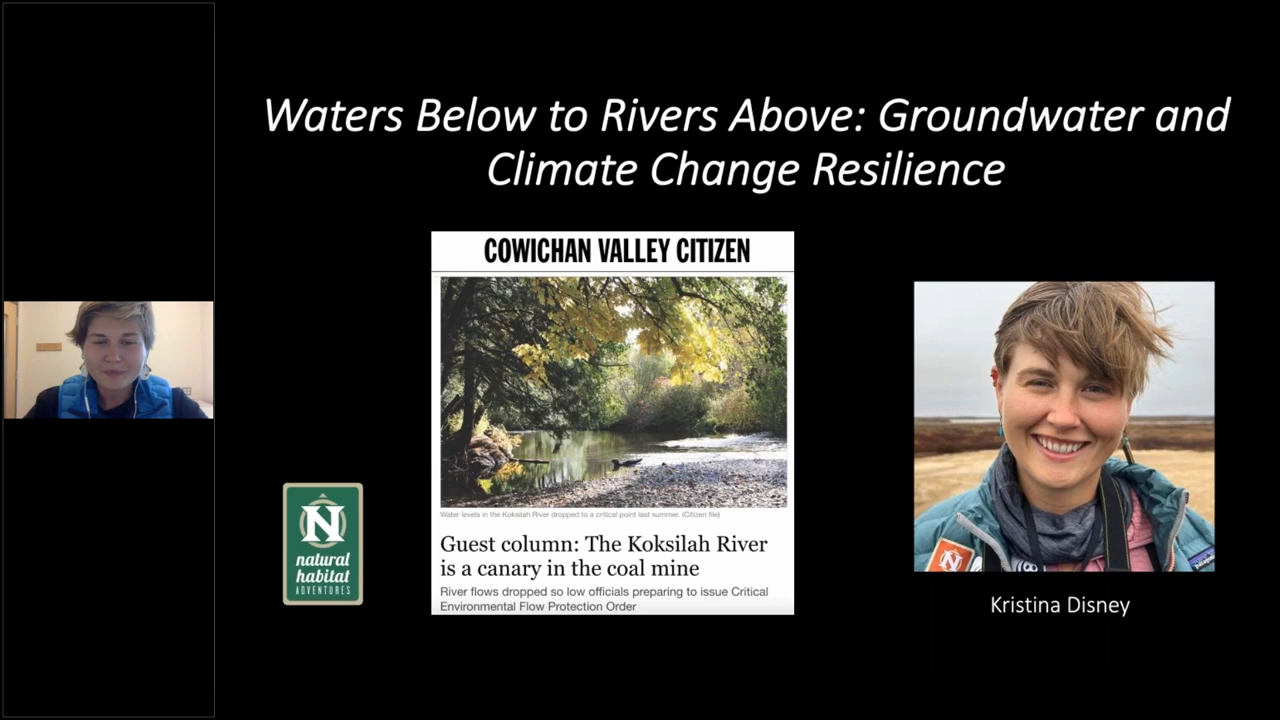 Waters Below to Rivers Above: Groundwater and
Climate Change Resilience
COWICHAN VALLEY CITIZEN
Water levels in the Koksilah River dropped to a critical point last summer. (Citizen file)
Guest column: The Koksilah River
is a canary in the coal mine
River flows dropped so low officials preparing to issue Critical
Environmental Flow Protection Order
N
natural
habitat
ADVENTURES
N
Kristina Disney